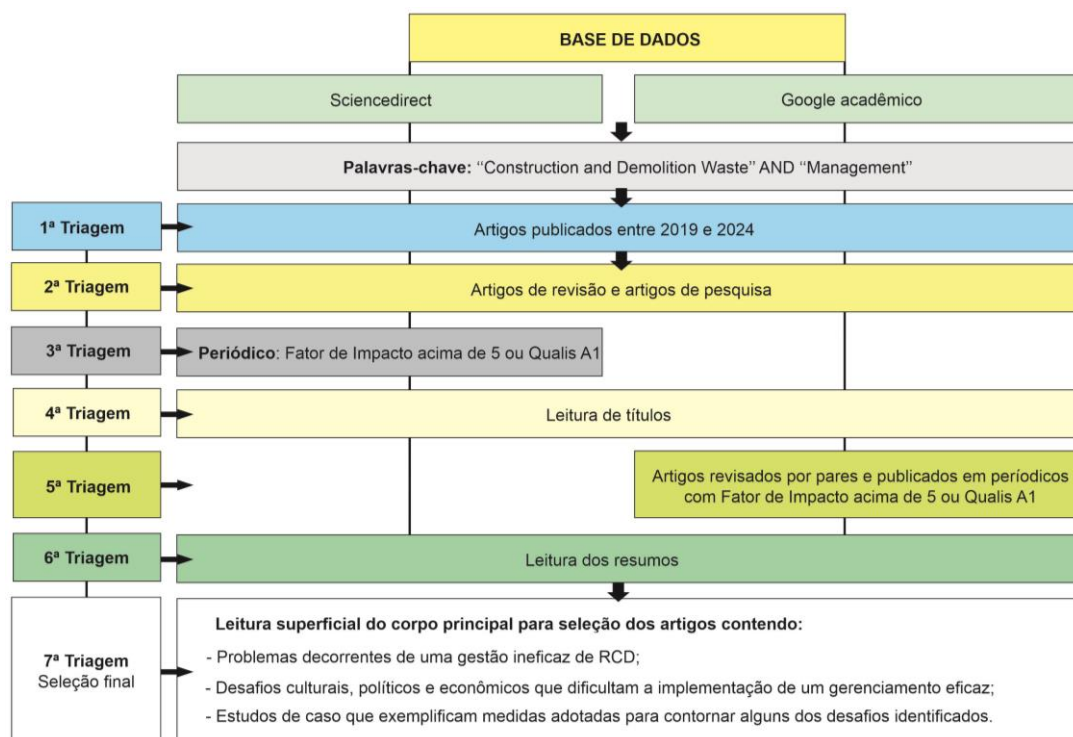 BASE DE DADOS
Sciencedirect
Google acadêmico
Palavras-chave: “Construction and Demolition Waste” AND “Management”
1ª Triagem
Artigos publicados entre 2019 e 2024
2ª Triagem
Artigos de revisão e artigos de pesquisa
3ª Triagem
Periódico: Fator de Impacto acima de 5 ou Qualis A1
4ª Triagem
Leitura de títulos
5ª Triagem
Artigos revisados por pares e publicados em periódicos
com Fator de Impacto acima de 5 ou Qualis A1
6ª Triagem
Leitura dos resumos
7ª Triagem
Seleção final
Leitura superficial do corpo principal para seleção dos artigos contendo:
- Problemas decorrentes de uma gestão ineficaz de RCD;
- Desafios culturais, políticos e econômicos que dificultam a implementação de um gerenciamento eficaz;
- Estudos de caso que exemplificam medidas adotadas para contornar alguns dos desafios identificados.